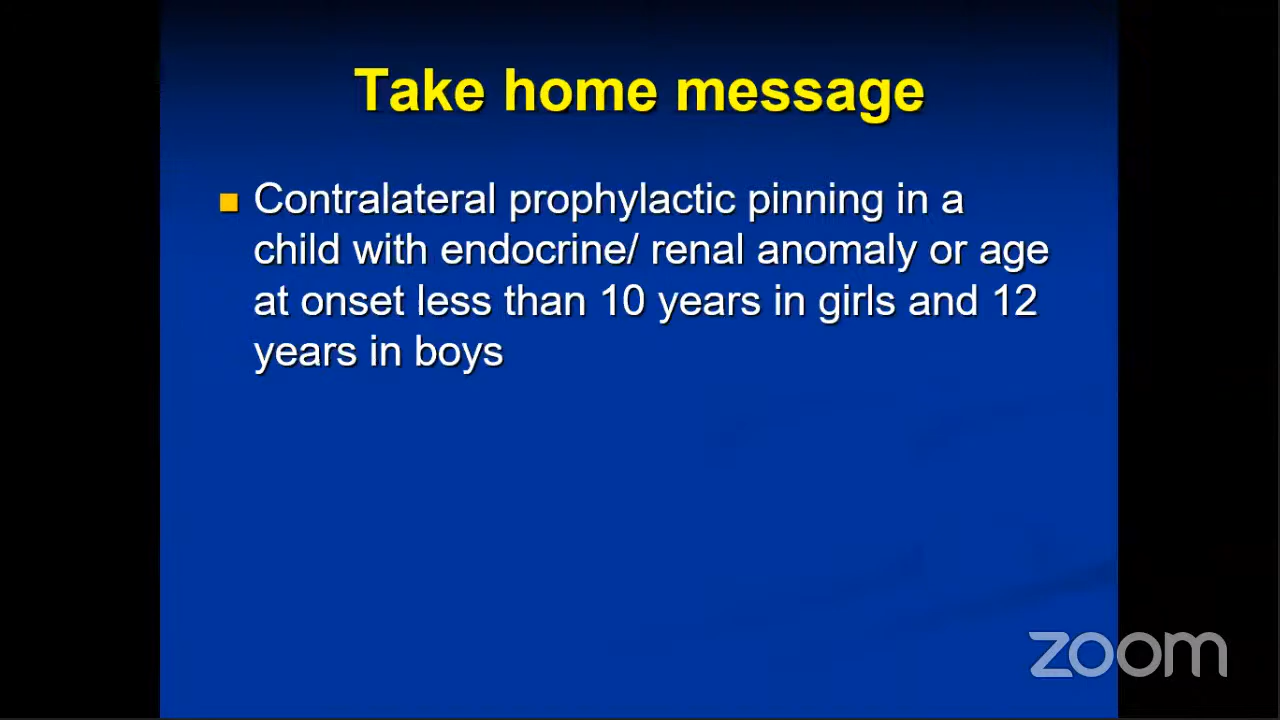 Take home message
Contralateral prophylactic pinning in a
child with endocrine/ renal anomaly or age
at onset less than 10 years in girls and 12
years in boys
zoom